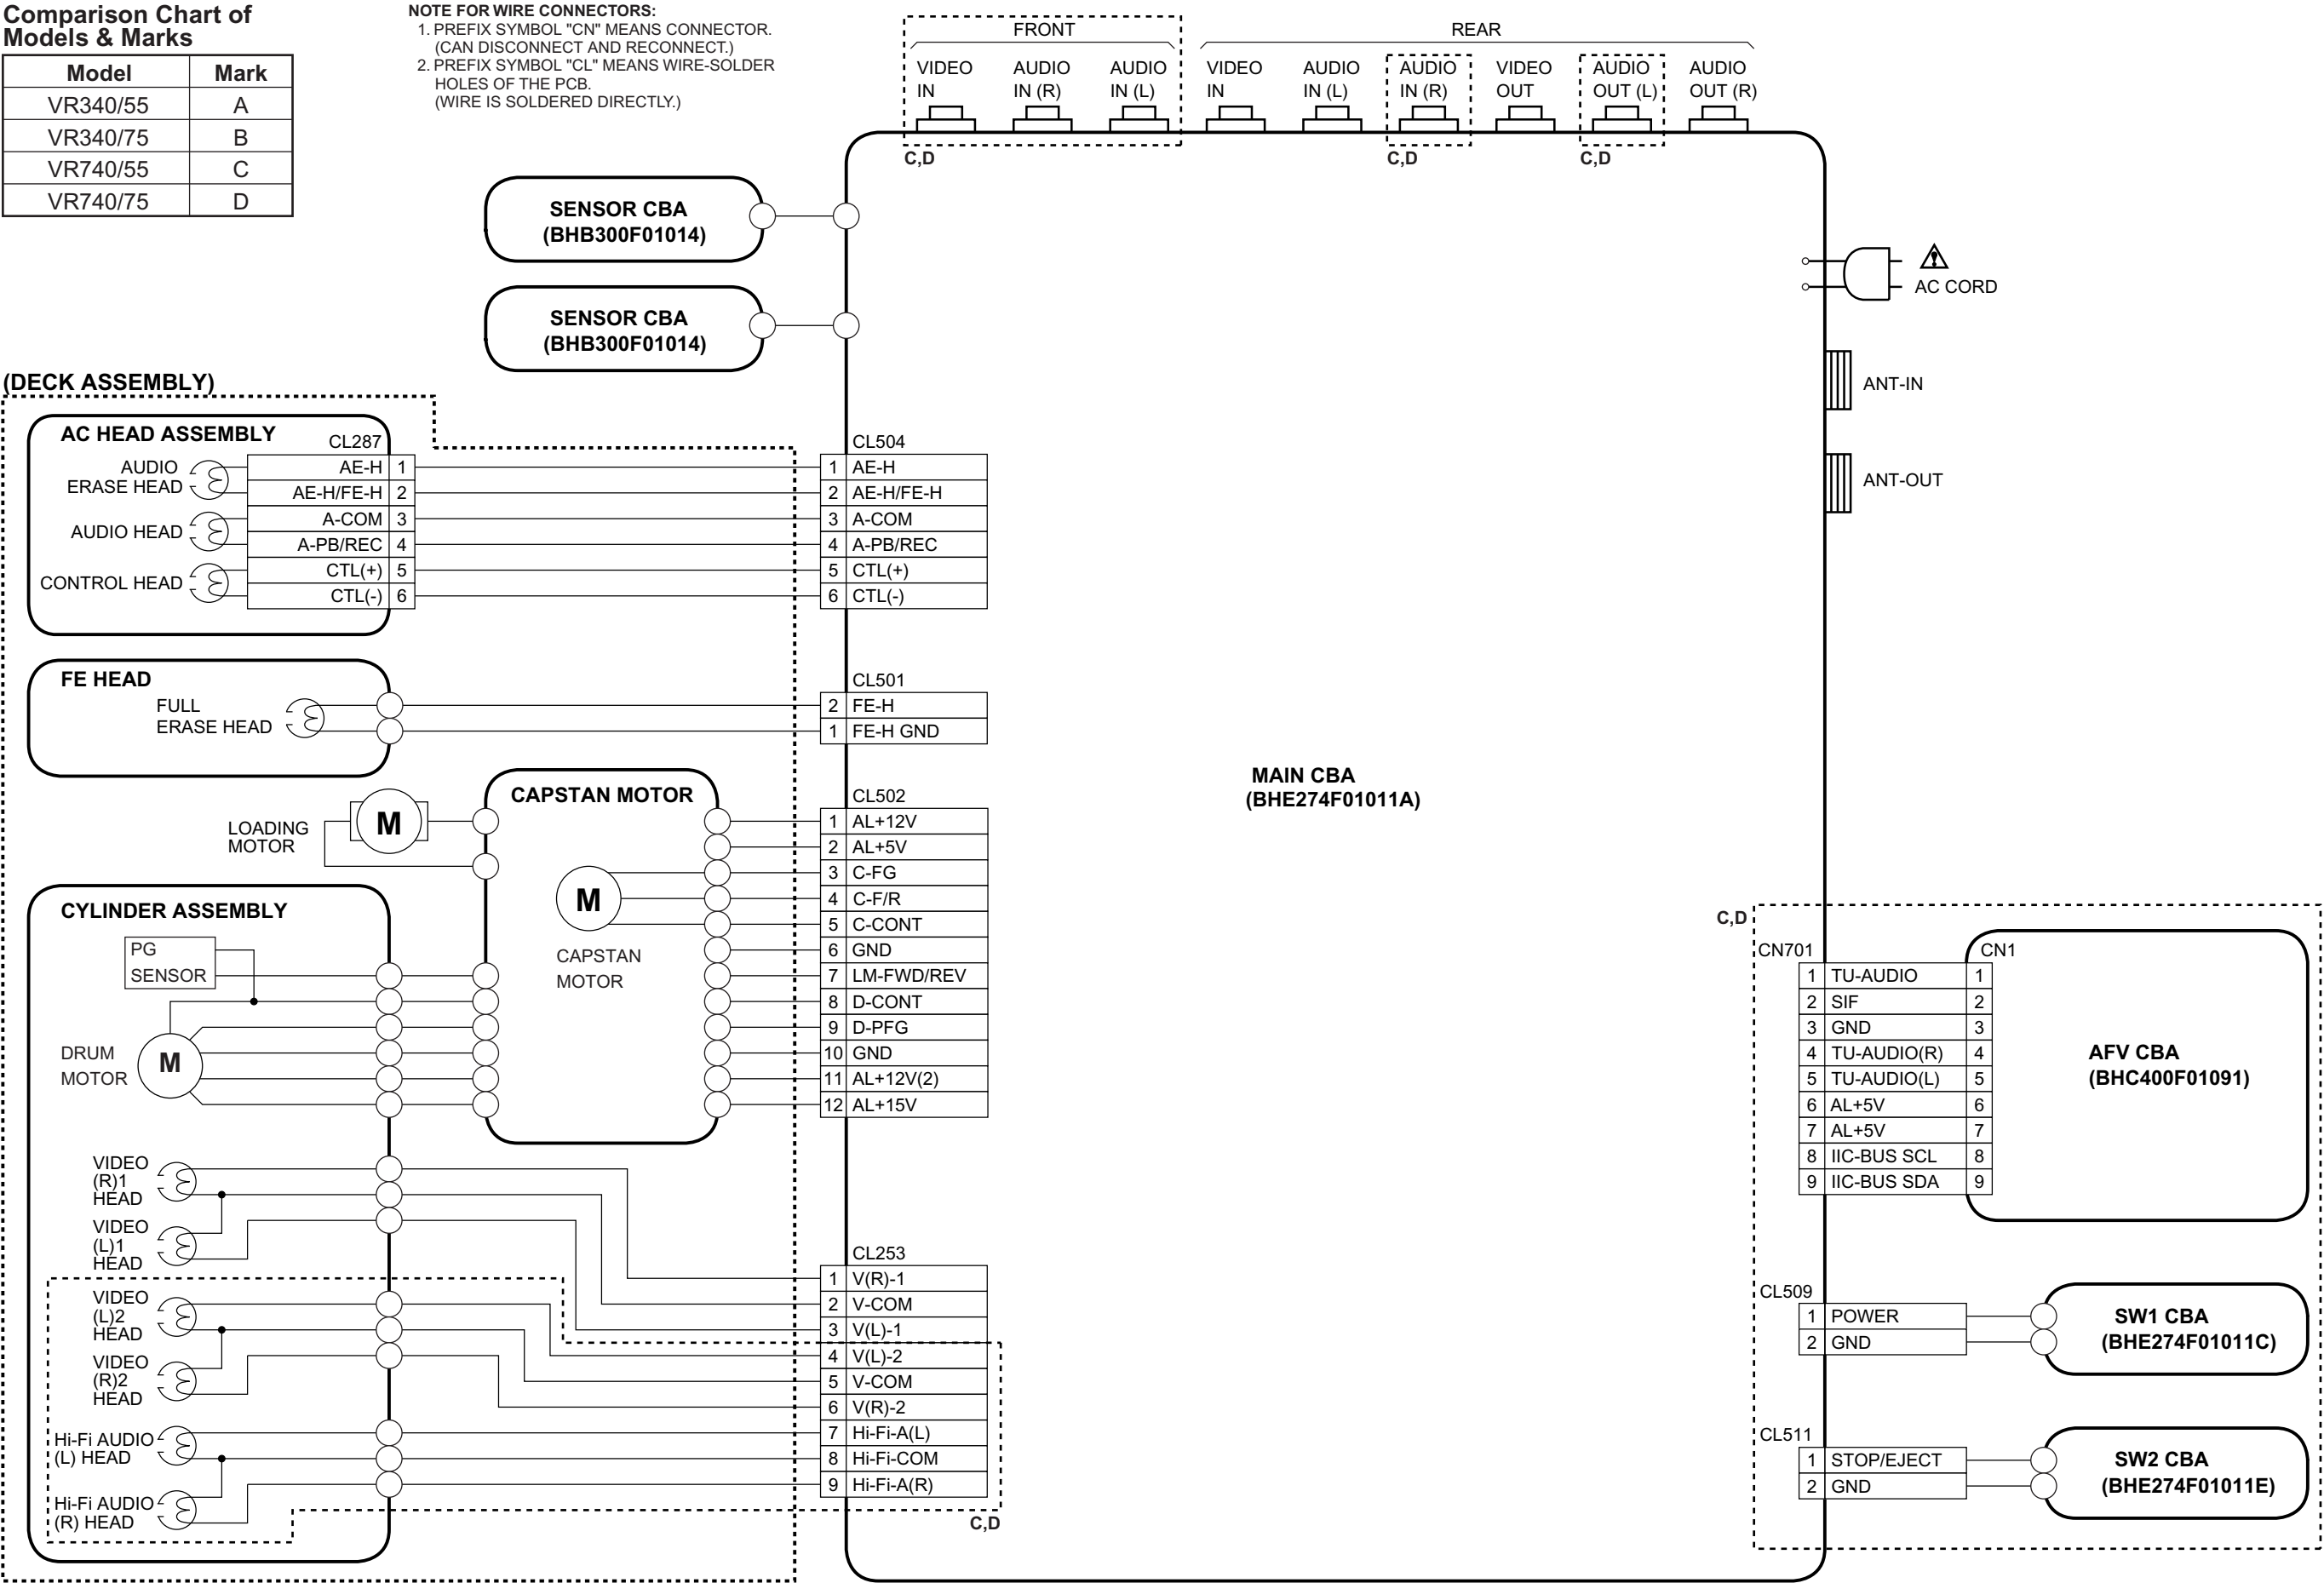 Comparison Chart of
Models & Marks
Model Mark
VR340/55 A
VR340/75 B
VR740/55 C
VR740/75 D
NOTE FOR WIRE CONNECTORS:
1. PREFIX SYMBOL "CN" MEANS CONNECTOR.
(CAN DISCONNECT AND RECONNECT.)
2. PREFIX SYMBOL "CL" MEANS WIRE-SOLDER
HOLES OF THE PCB.
(WIRE IS SOLDERED DIRECTLY.)
FRONT
REAR
VIDEO
IN
AUDIO
IN (R)
AUDIO
IN (L)
VIDEO
IN
AUDIO
IN (L)
AUDIO
IN (R)
VIDEO
OUT
AUDIO
OUT (L)
AUDIO
OUT (R)
C,D
C,D
C,D
SENSOR CBA
(BHB300F01014)
SENSOR CBA
(BHB300F01014)
AC CORD
ANT-IN
ANT-OUT
(DECK ASSEMBLY)
AC HEAD ASSEMBLY
CL287
AUDIO
ERASE HEAD
AUDIO HEAD
CONTROL HEAD
AE-H 1
AE-H/FE-H 2
A-COM 3
A-PB/REC 4
CTL(+) 5
CTL(-) 6
CL504
1 AE-H
2 AE-H/FE-H
3 A-COM
4 A-PB/REC
5 CTL(+)
6 CTL(-)
FE HEAD
FULL
ERASE HEAD
CL501
2 FE-H
1 FE-H GND
MAIN CBA
(BHE274F01011A)
LOADING
MOTOR
M
CAPSTAN MOTOR
M
CAPSTAN
MOTOR
CL502
1 AL+12V
2 AL+5V
3 C-FG
4 C-F/R
5 C-CONT
6 GND
7 LM-FWD/REV
8 D-CONT
9 D-PFG
10 GND
11 AL+12V(2)
12 AL+15V
CYLINDER ASSEMBLY
PG
SENSOR
DRUM
MOTOR
M
VIDEO
(R)1
HEAD
VIDEO
(L)1
HEAD
VIDEO
(L)2
HEAD
VIDEO
(R)2
HEAD
Hi-Fi AUDIO
(L) HEAD
Hi-Fi AUDIO
(R) HEAD
CL253
1 V(R)-1
2 V-COM
3 V(L)-1
4 V(L)-2
5 V-COM
6 V(R)-2
7 Hi-Fi-A(L)
8 Hi-Fi-COM
9 Hi-Fi-A(R)
C,D
C,D
CN701 CN1
1 TU-AUDIO 1
2 SIF 2
3 GND 3
4 TU-AUDIO(R) 4
5 TU-AUDIO(L) 5
6 AL+5V 6
7 AL+5V 7
8 IIC-BUS SCL 8
9 IIC-BUS SDA 9
AFV CBA
(BHC400F01091)
CL509
1 POWER
2 GND
SW1 CBA
(BHE274F01011C)
CL511
1 STOP/EJECT
2 GND
SW2 CBA
(BHE274F01011E)